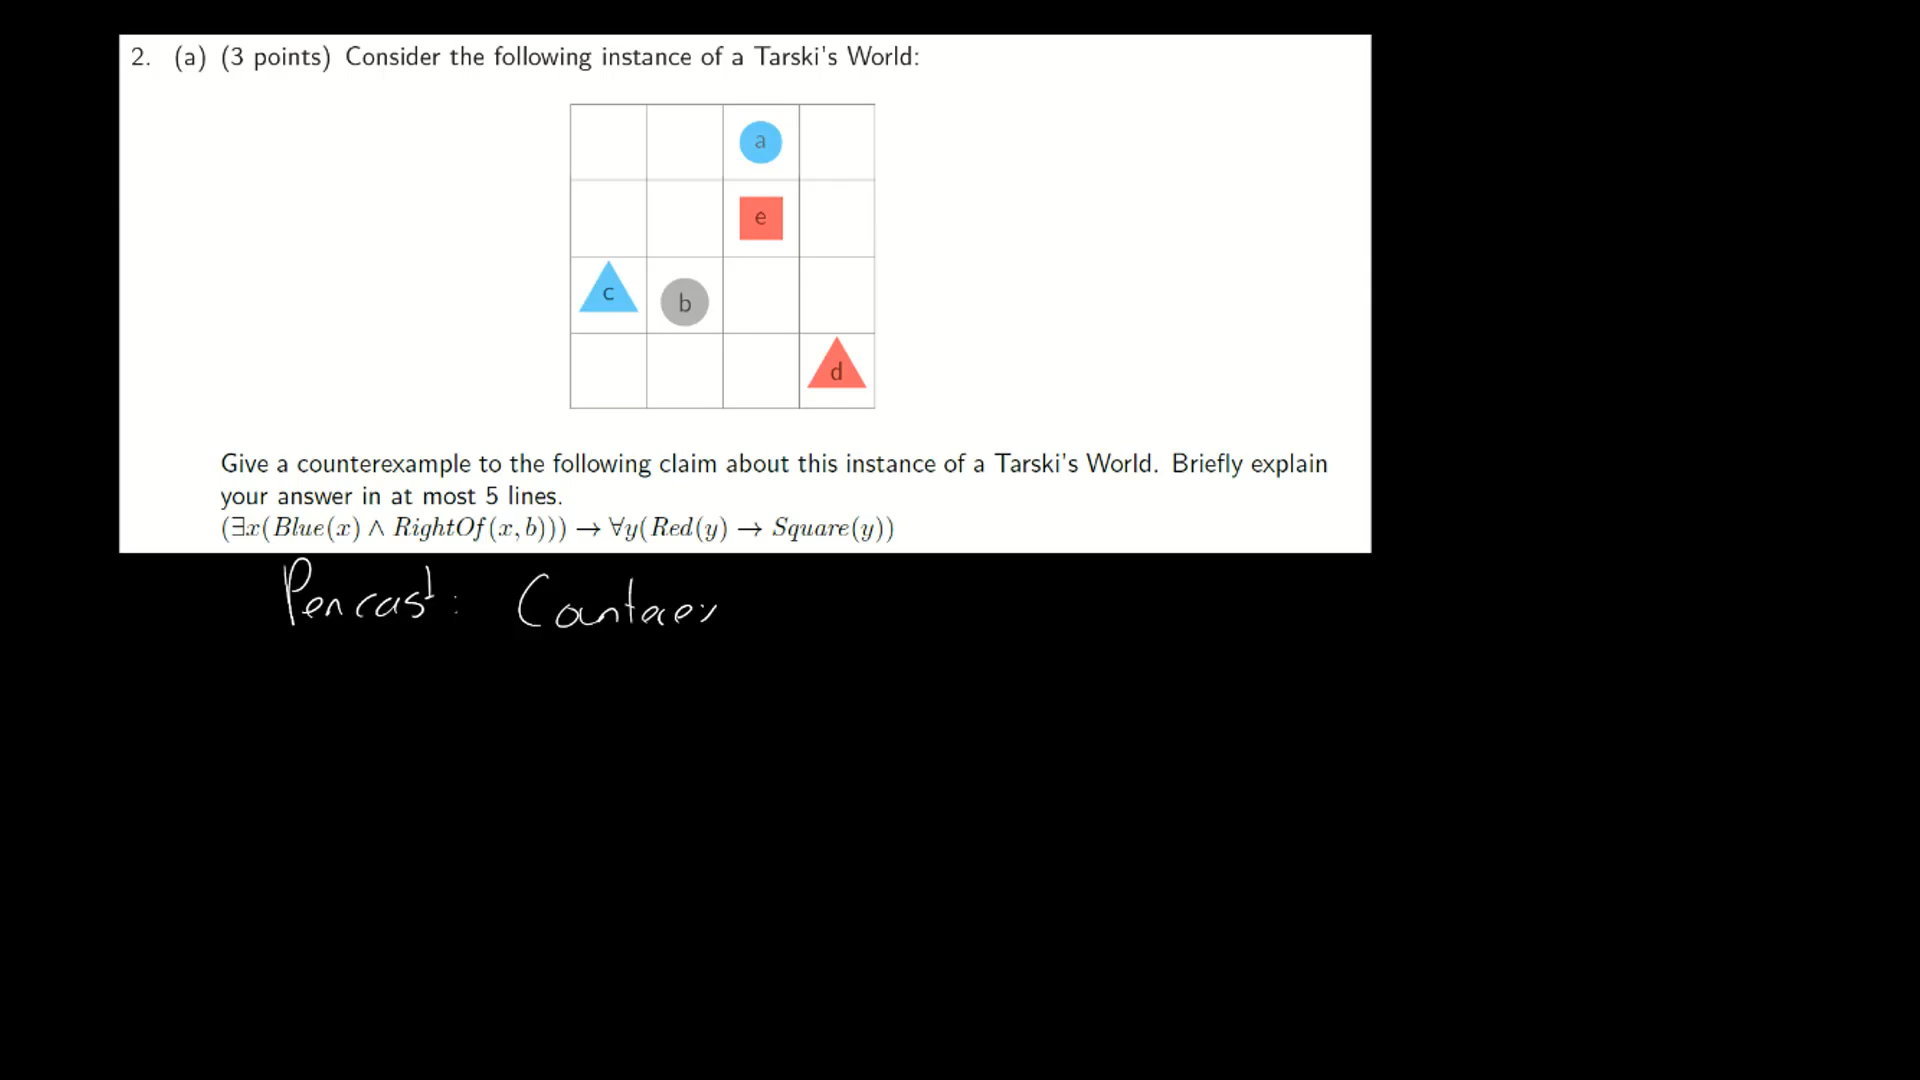 2. (a) (3 points) Consider the following instance of a Tarski's World:
a
e
c b
d
Give a counterexample to the following claim about this instance of a Tarski's World. Briefly explain
your answer in at most 5 lines.
(∃x(Blue(x) ∧ RightOf(x, b))) → ∀y(Red(y) → Square(y))
Pencast: Counterex